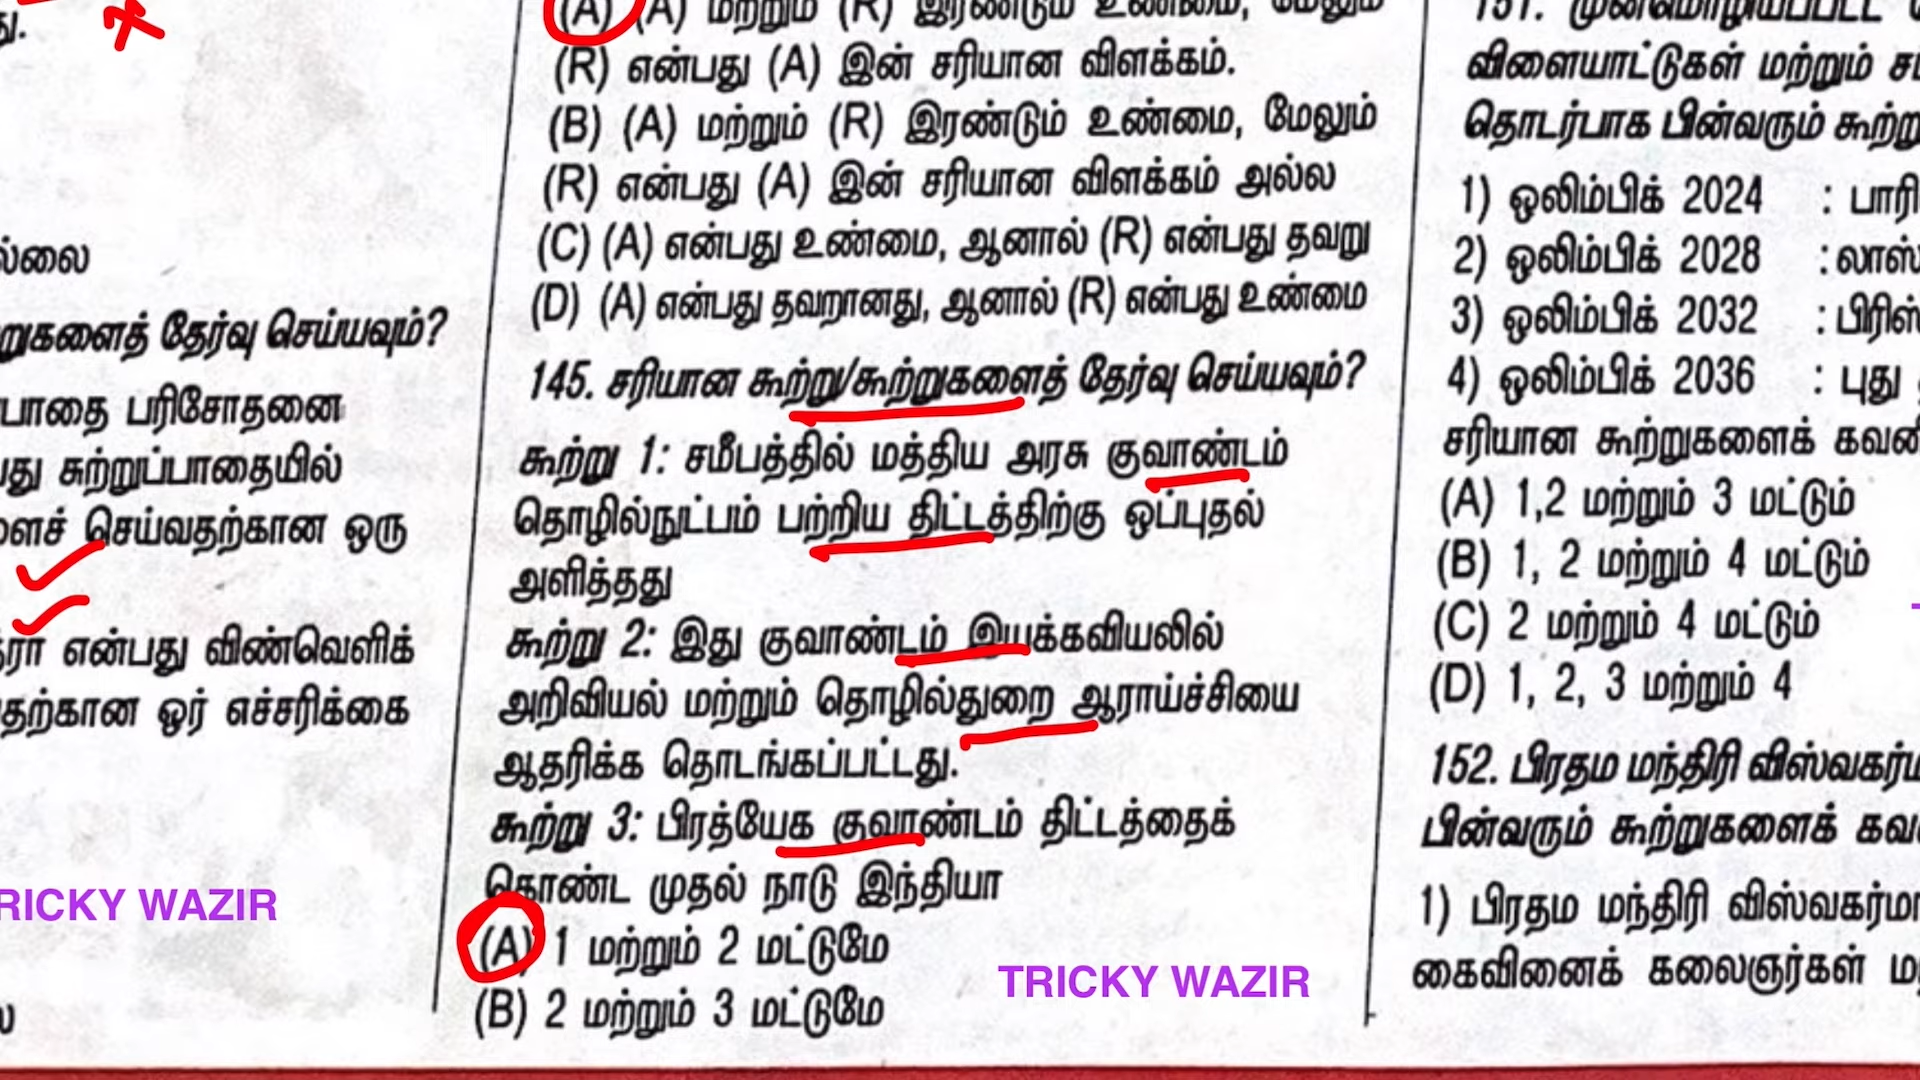 து.
ல்லை
றுகளைத் தேர்வு செய்யவும்?
பாதை பரிசோதனை
பது சுற்றுப்பாதையில்
ளைச் செய்வதற்கான ஒரு
என்பது விண்வெளிக்
தற்கான ஓர் எச்சரிக்கை
RICKY WAZIR
(A) (A) மற்றும் (R) இரண்டும் உண்மை, மேலும்
(R) என்பது (A) இன் சரியான விளக்கம்.
(B) (A) மற்றும் (R) இரண்டும் உண்மை, மேலும்
(R) என்பது (A) இன் சரியான விளக்கம் அல்ல
(C) (A) என்பது உண்மை, ஆனால் (R) என்பது தவறு
(D) (A) என்பது தவறானது, ஆனால் (R) என்பது உண்மை
145. சரியான கூற்று/கூற்றுகளைத் தேர்வு செய்யவும்?
கூற்று 1: சமீபத்தில் மத்திய அரசு குவாண்டம்
தொழில்நுட்பம் பற்றிய திட்டத்திற்கு ஒப்புதல்
அளித்தது
கூற்று 2: இது குவாண்டம் இயக்கவியலில்
அறிவியல் மற்றும் தொழில்துறை ஆராய்ச்சியை
ஆதரிக்க தொடங்கப்பட்டது.
கூற்று 3: பிரத்யேக குவாண்டம் திட்டத்தைக்
கொண்ட முதல் நாடு இந்தியா
(A) 1 மற்றும் 2 மட்டுமே
(B) 2 மற்றும் 3 மட்டுமே
TRICKY WAZIR
151. முன்மொழியப்பட்ட
விளையாட்டுகள் மற்றும்
தொடர்பாக பின்வரும் கூற்று
1) ஒலிம்பிக் 2024 : பாரி
2) ஒலிம்பிக் 2028 : லாஸ்
3) ஒலிம்பிக் 2032 : பிரிஸ்
4) ஒலிம்பிக் 2036 : புது
சரியான கூற்றுகளைக் கவனி
(A) 1,2 மற்றும் 3 மட்டும்
(B) 1, 2 மற்றும் 4 மட்டும்
(C) 2 மற்றும் 4 மட்டும்
(D) 1, 2, 3 மற்றும் 4
152. பிரதம மந்திரி விஸ்வகர்ம
பின்வரும் கூற்றுகளைக் கவ
1) பிரதம மந்திரி விஸ்வகர்மா
கைவினைக் கலைஞர்கள்